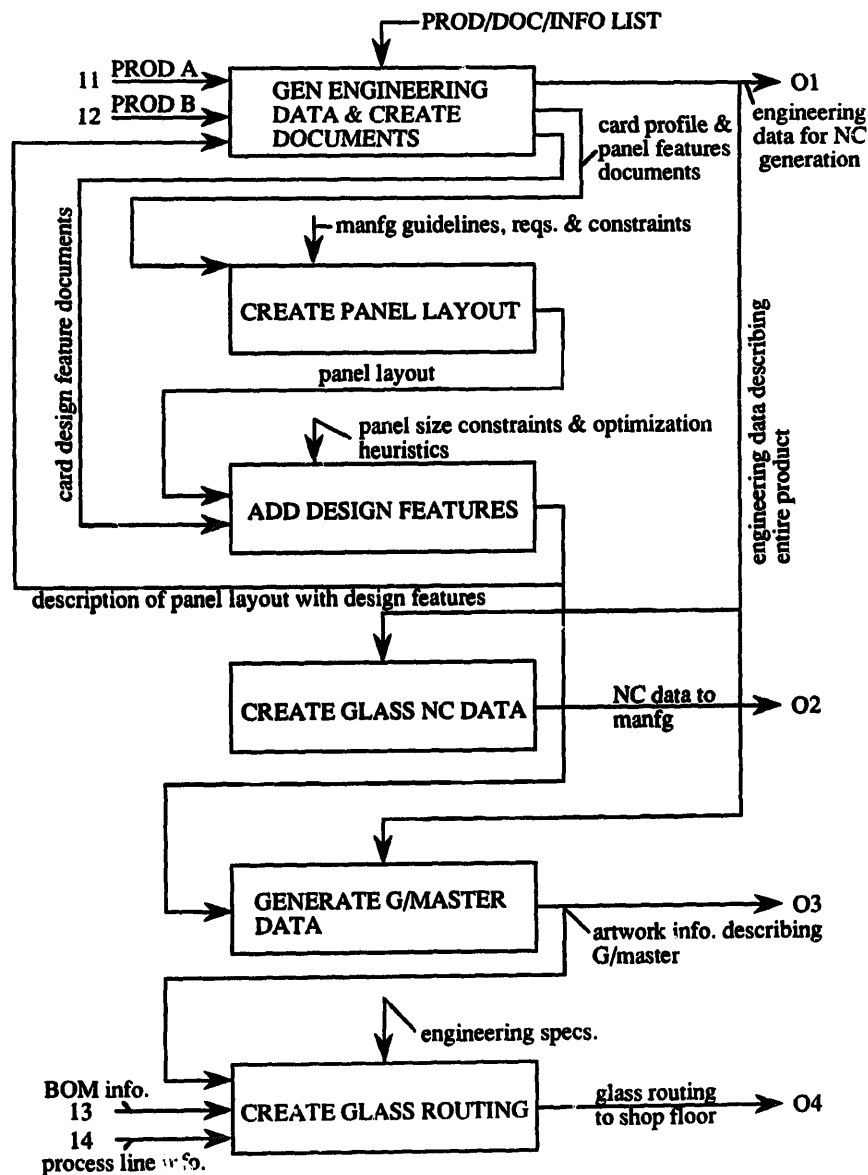 PROD/DOC/INFO LIST
11 PROD A
12 PROD B
GEN ENGINEERING
DATA & CREATE
DOCUMENTS
O1
engineering
data for NC
generation
card profile &
panel features
documents
card design feature documents
manfg guidelines, reqs. & constraints
CREATE PANEL LAYOUT
panel layout
panel size constraints & optimization
heuristics
ADD DESIGN FEATURES
engineering data describing
entire product
description of panel layout with design features
CREATE GLASS NC DATA
NC data to
manfg
O2
GENERATE G/MASTER
DATA
O3
artwork info. describing
G/master
engineering specs.
BOM info.
13
14
process line info.
CREATE GLASS ROUTING
glass routing
to shop floor
O4